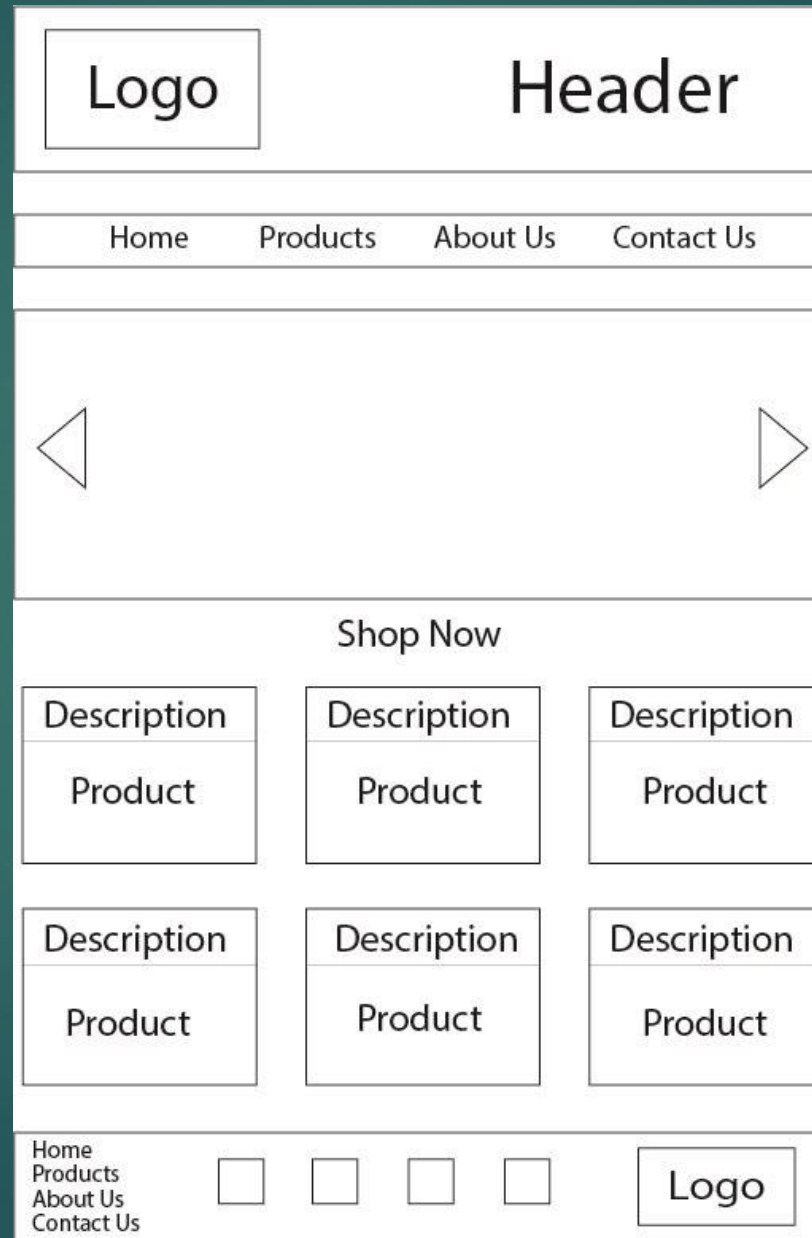 Logo
Header
Home Products About Us Contact Us
Shop Now
Description Description Description
Product Product Product
Description Description Description
Product Product Product
Home
Products
About Us
Contact Us
Logo